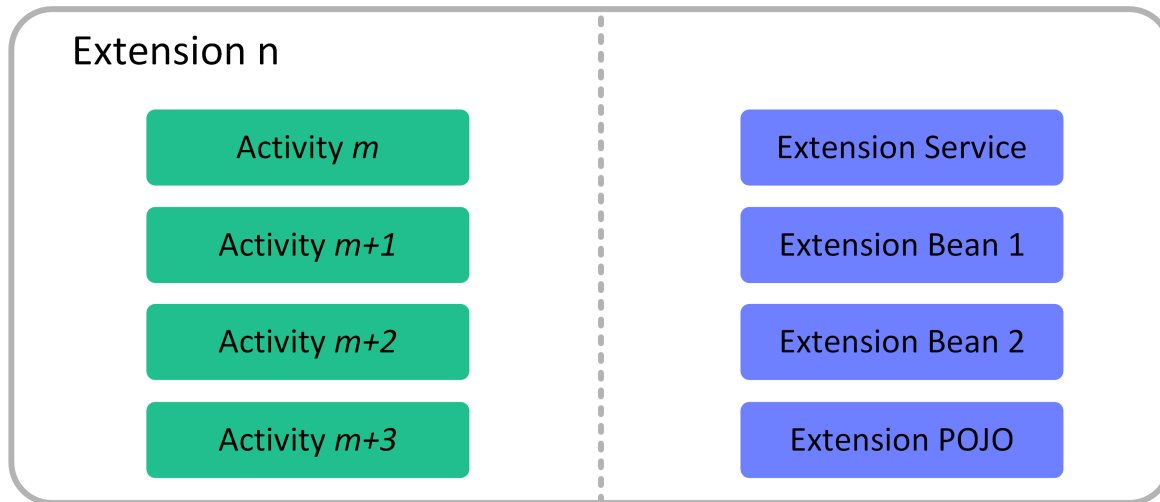 Extension n
Activity m
Activity m+1
Activity m+2
Activity m+3
Extension Service
Extension Bean 1
Extension Bean 2
Extension POJO